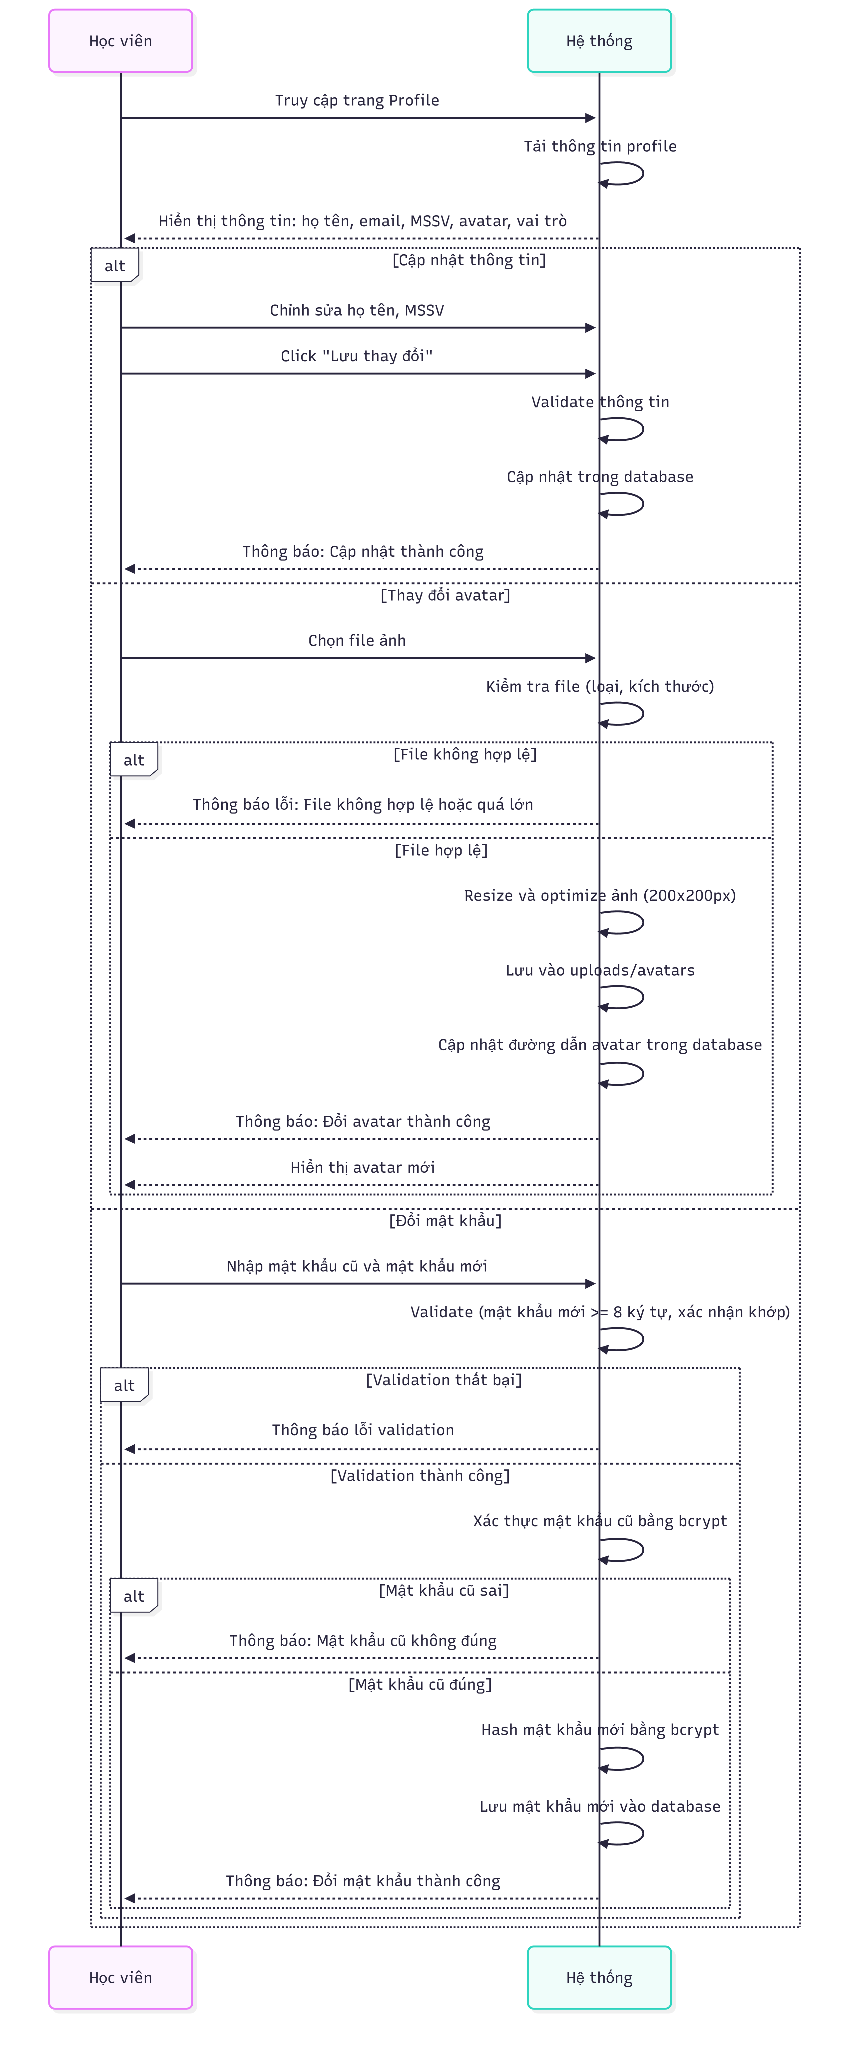 Học viên
Hệ thống
Truy cập trang Profile
Tải thông tin profile
Hiển thị thông tin: họ tên, email, MSSV, avatar, vai trò
alt
[Cập nhật thông tin]
Chỉnh sửa họ tên, MSSV
Click "Lưu thay đổi"
Validate thông tin
Cập nhật trong database
Thông báo: Cập nhật thành công
[Thay đổi avatar]
Chọn file ảnh
Kiểm tra file (loại, kích thước)
alt
[File không hợp lệ]
Thông báo lỗi: File không hợp lệ hoặc quá lớn
[File hợp lệ]
Resize và optimize ảnh (200x200px)
Lưu vào uploads/avatars
Cập nhật đường dẫn avatar trong database
Thông báo: Đổi avatar thành công
Hiển thị avatar mới
[Đổi mật khẩu]
Nhập mật khẩu cũ và mật khẩu mới
Validate (mật khẩu mới >= 8 ký tự, xác nhận khớp)
alt
[Validation thất bại]
Thông báo lỗi validation
[Validation thành công]
Xác thực mật khẩu cũ bằng bcrypt
alt
[Mật khẩu cũ sai]
Thông báo: Mật khẩu cũ không đúng
[Mật khẩu cũ đúng]
Hash mật khẩu mới bằng bcrypt
Lưu mật khẩu mới vào database
Thông báo: Đổi mật khẩu thành công
Học viên
Hệ thống